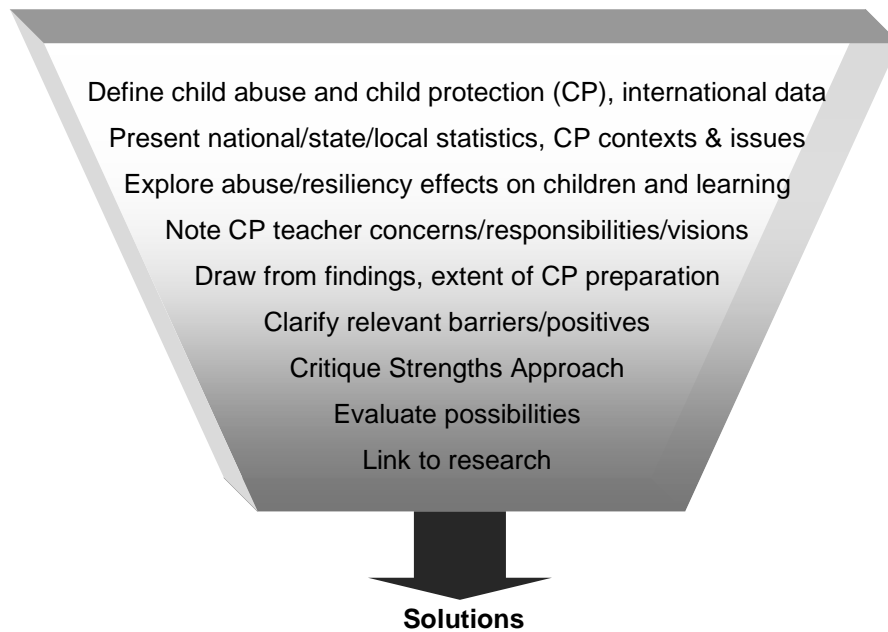 Define child abuse and child protection (CP), international data
Present national/state/local statistics, CP contexts & issues
Explore abuse/resiliency effects on children and learning
Note CP teacher concerns/responsibilities/visions
Draw from findings, extent of CP preparation
Clarify relevant barriers/positives
Critique Strengths Approach
Evaluate possibilities
Link to research
Solutions